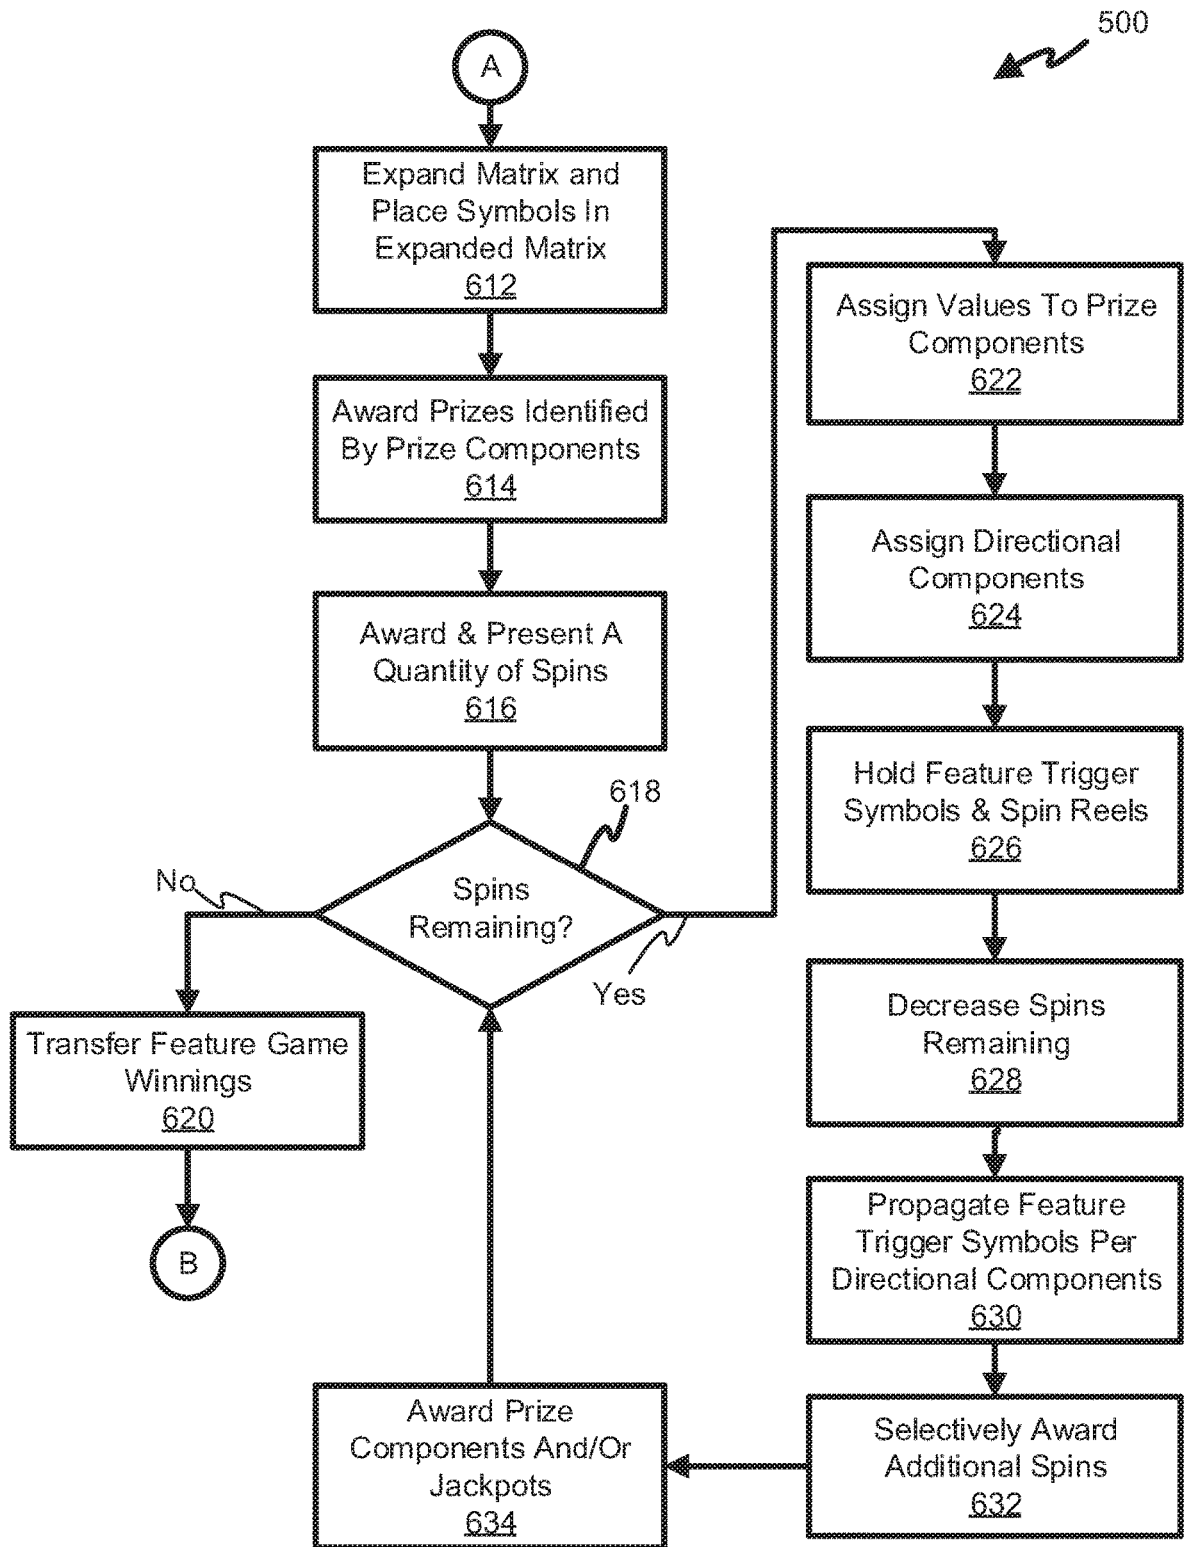 500
A
Expand Matrix and
Place Symbols In
Expanded Matrix
612
Award Prizes Identified
By Prize Components
614
Award & Present A
Quantity of Spins
616
618
Spins
Remaining?
No
Yes
Transfer Feature Game
Winnings
620
B
Assign Values To Prize
Components
622
Assign Directional
Components
624
Hold Feature Trigger
Symbols & Spin Reels
626
Decrease Spins
Remaining
628
Propagate Feature
Trigger Symbols Per
Directional Components
630
Selectively Award
Additional Spins
632
Award Prize
Components And/Or
Jackpots
634